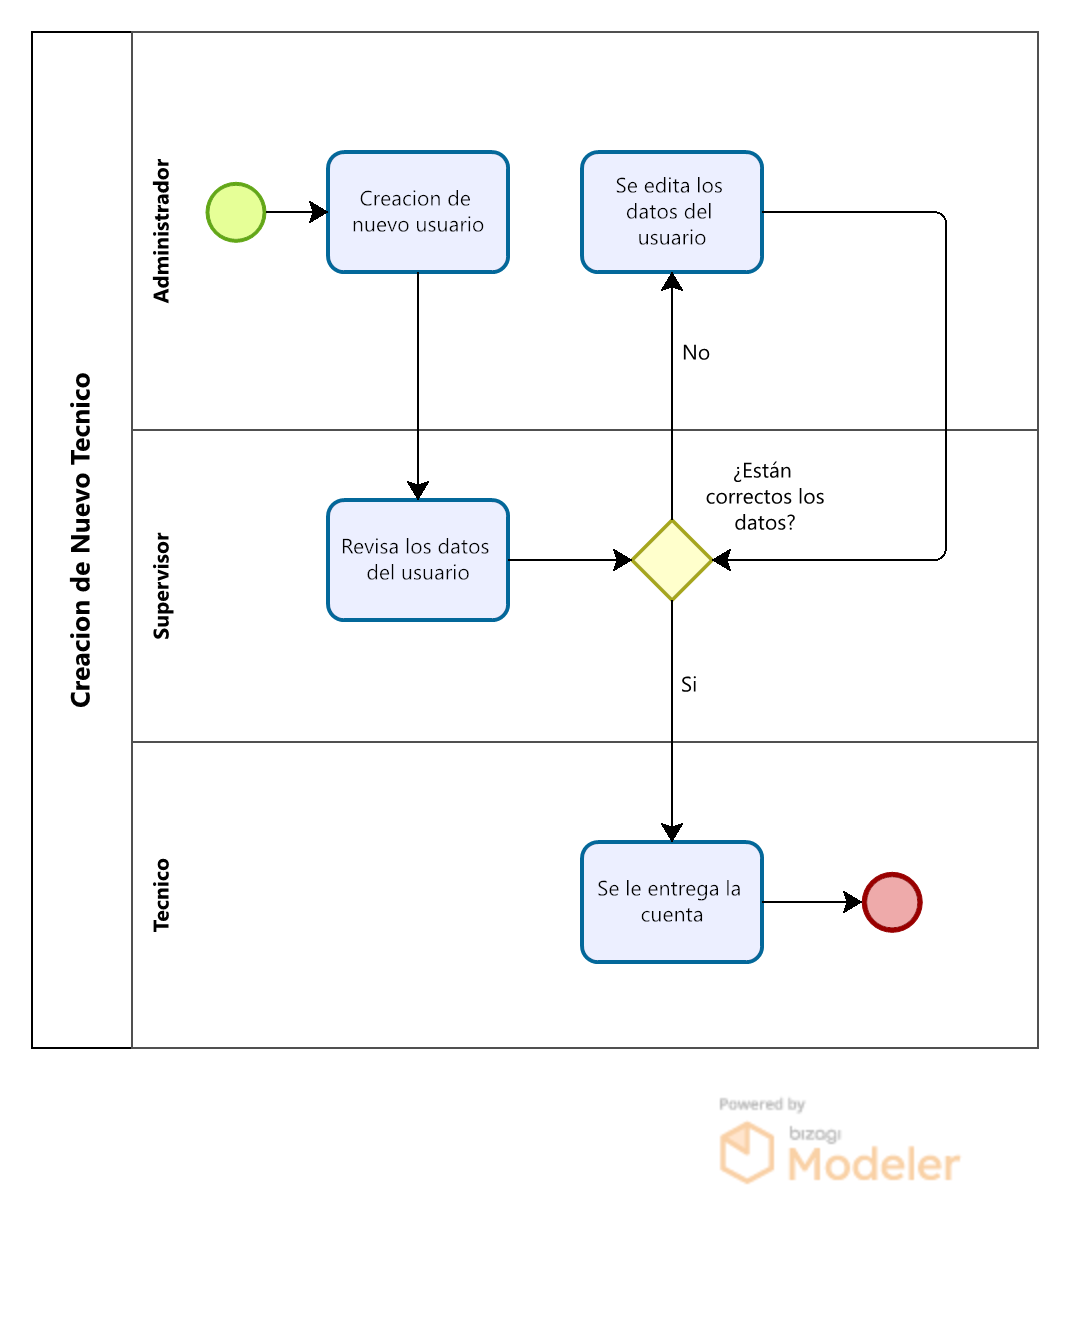 Creacion de Nuevo Tecnico
Administrador
Creacion de
nuevo usuario
Se edita los
datos del
usuario
No
Supervisor
Revisa los datos
del usuario
¿Están
correctos los
datos?
Si
Tecnico
Se le entrega la
cuenta
Powered by
bizagi
Modeler